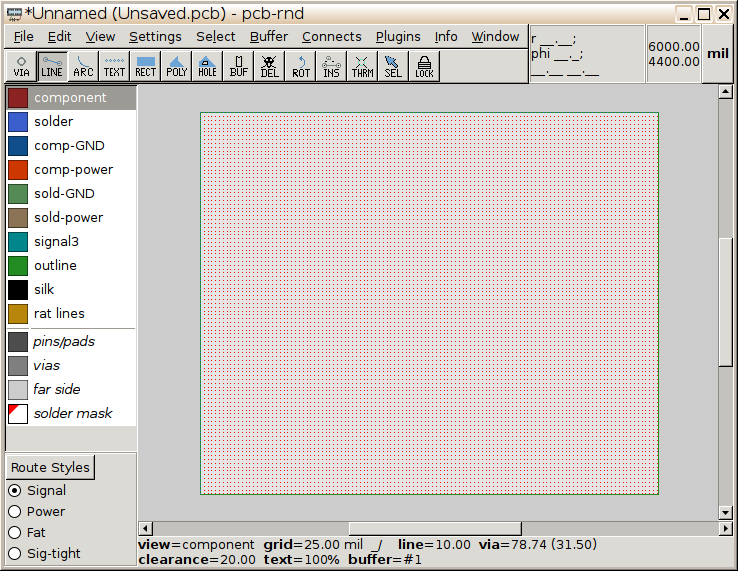 *Unnamed (Unsaved.pcb) - pcb-rnd
File Edit View Settings Select Buffer Connects Plugins Info Window
r __.__;
phi __._;
__.__ __.__
6000.00
4400.00
mil
VIA LINE ARC TEXT RECT POLY HOLE BUF DEL ROT INS THRM SEL LOCK
component
solder
comp-GND
comp-power
sold-GND
sold-power
signal3
outline
silk
rat lines
pins/pads
vias
far side
solder mask
Route Styles
Signal
Power
Fat
Sig-tight
view=component grid=25.00 mil _/ line=10.00 via=78.74 (31.50)
clearance=20.00 text=100% buffer=#1